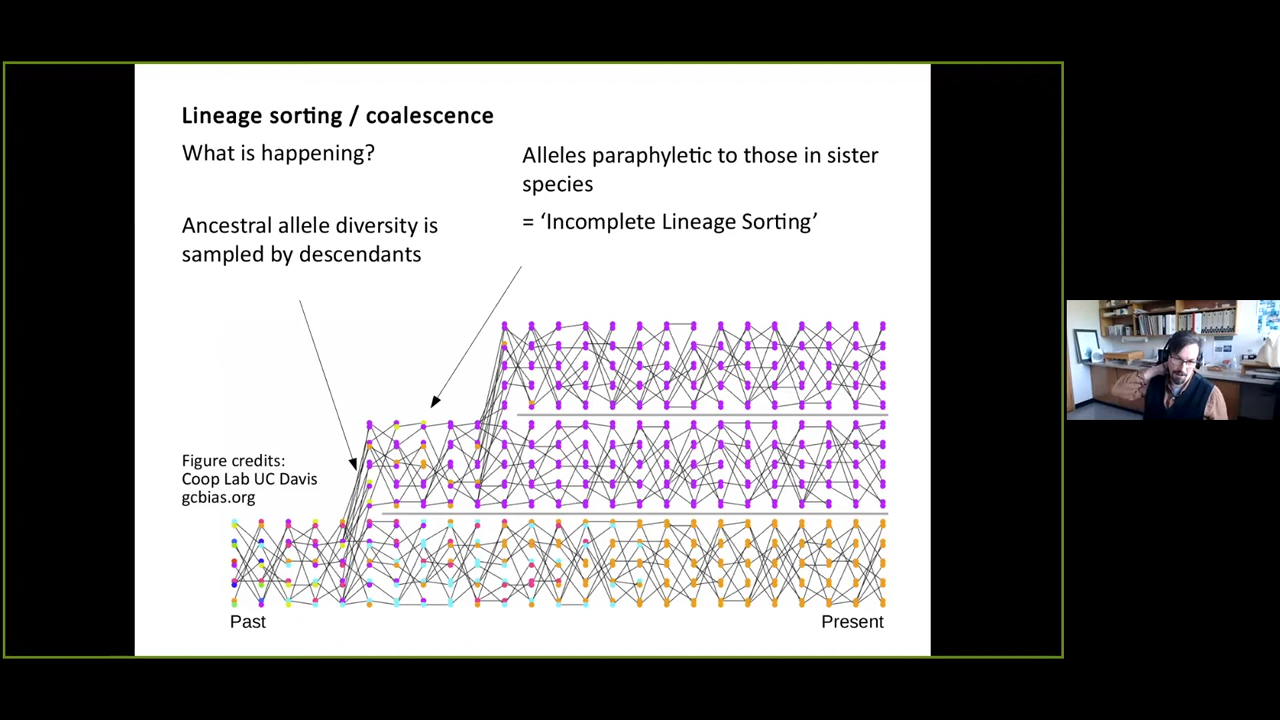 Lineage sorting / coalescence
What is happening?
Ancestral allele diversity is
sampled by descendants
Alleles paraphyletic to those in sister
species
= ‘Incomplete Lineage Sorting’
Figure credits:
Coop Lab UC Davis
gcbias.org
Past
Present